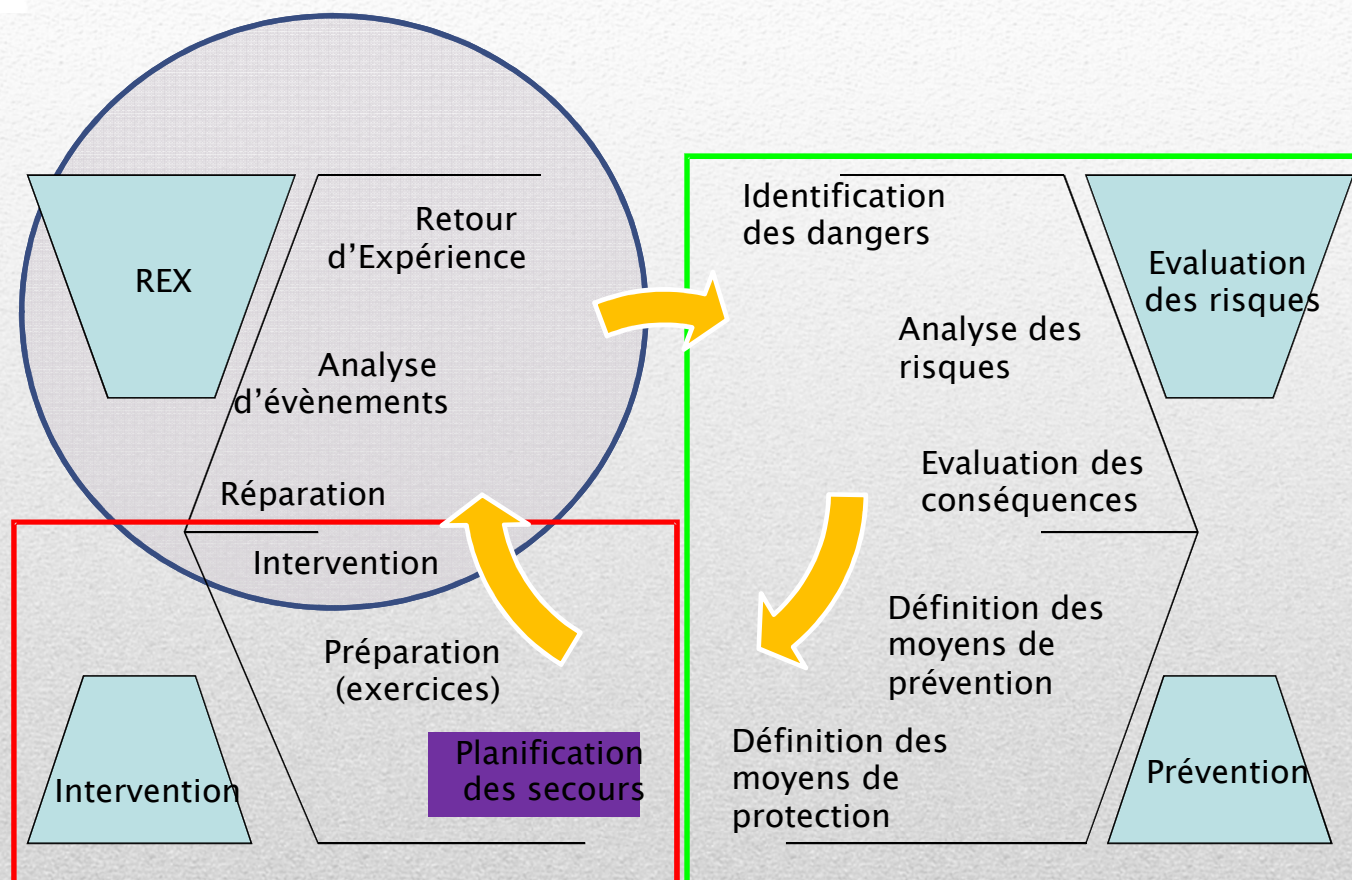 REX
Retour
d’Expérience
Analyse
d’évènements
Réparation
Intervention
Préparation
(exercices)
Planification
des secours
Intervention
Identification
des dangers
Evaluation
des risques
Analyse des
risques
Evaluation des
conséquences
Définition des
moyens de
prévention
Définition des
moyens de
protection
Prévention